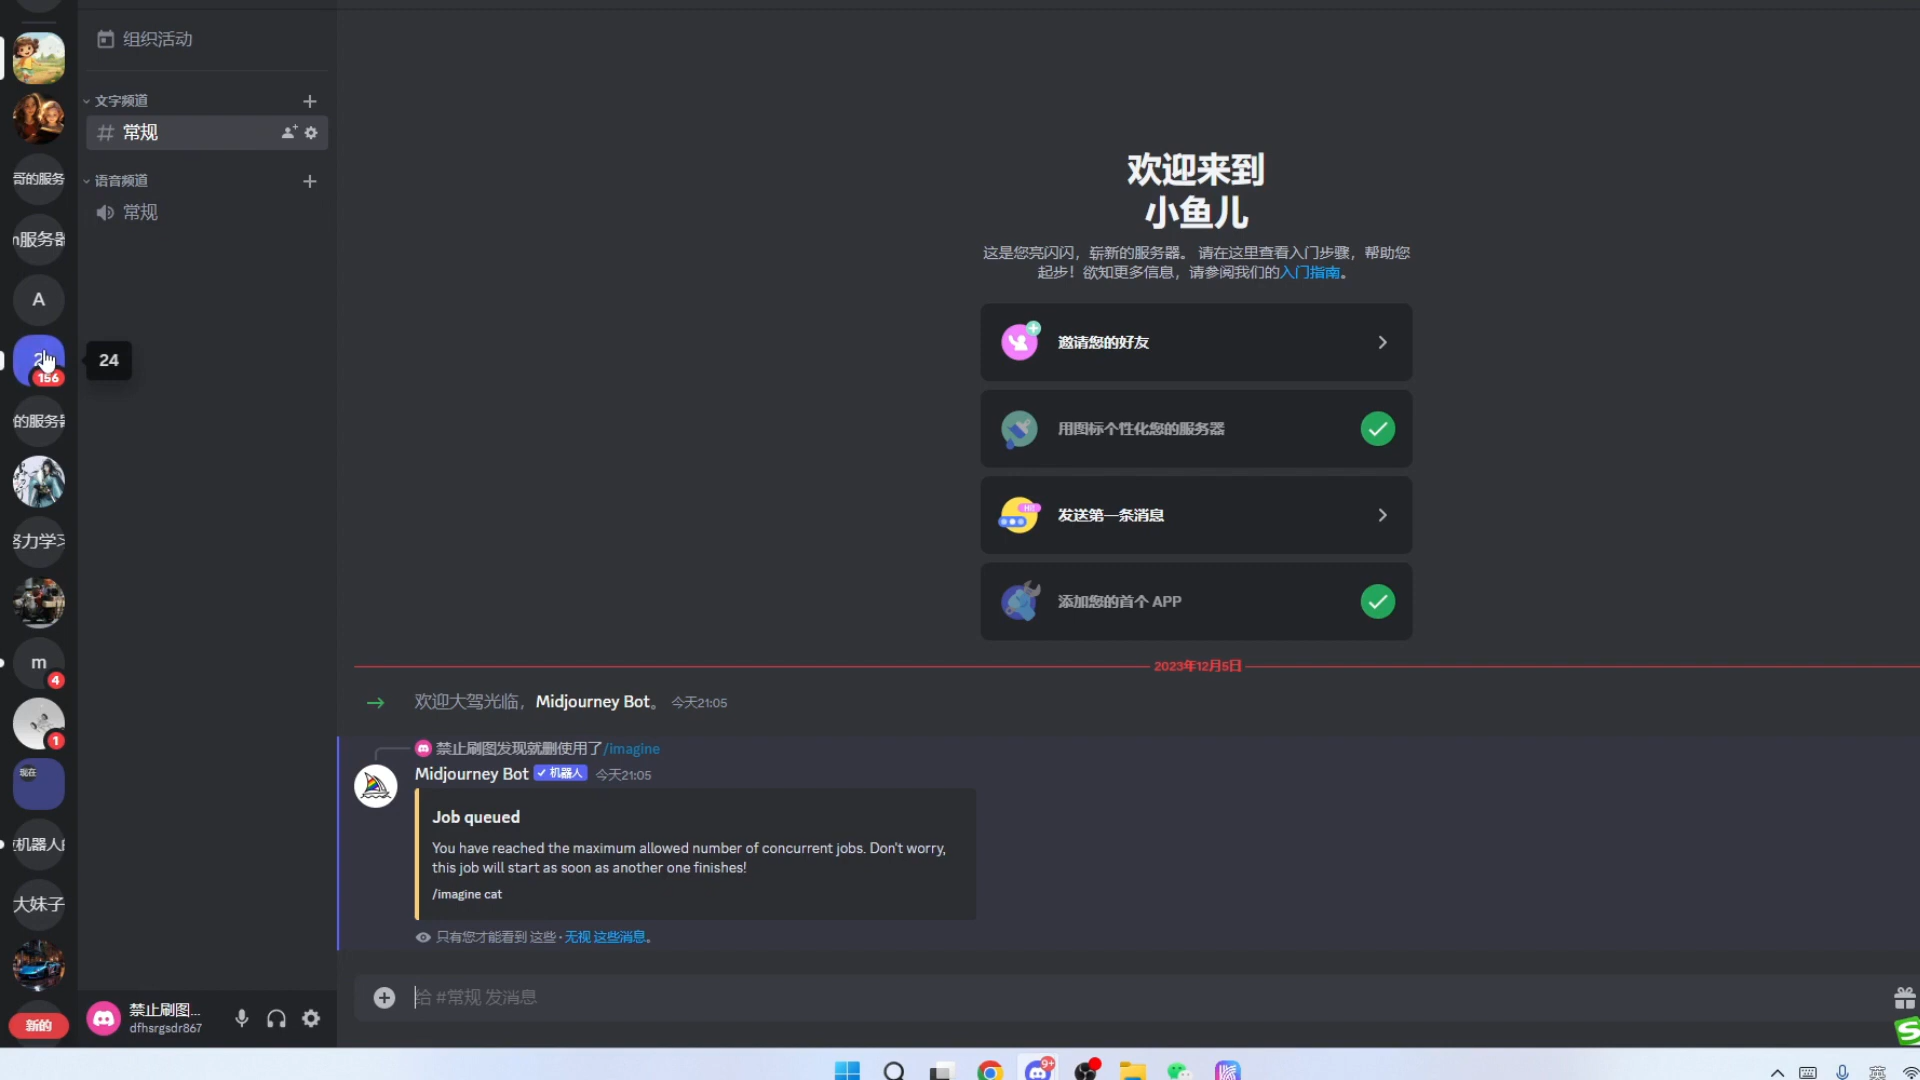 组织活动
文字频道
常规
语音频道
常规
哥的服务
n服务器
A
24
156
的服务器
努力学习
m
4
1
现在
机器人的
大妹子
新的
禁止刷图...
dfhsrgsdr867
欢迎来到
小鱼儿
这是您亮闪闪，崭新的服务器。请在这里查看入门步骤，帮助您
起步！欲知更多信息，请参阅我们的入门指南。
邀请您的好友
用图标个性化您的服务器
Hi!
发送第一条消息
添加您的首个 APP
2023年12月5日
欢迎大驾光临，Midjourney Bot。 今天21:05
禁止刷图发现就删使用了/imagine
Midjourney Bot 机器人 今天21:05
Job queued
You have reached the maximum allowed number of concurrent jobs. Don't worry,
this job will start as soon as another one finishes!
/imagine cat
只有您才能看到 这些 · 无视 这些消息。
给 #常规 发消息
9+
英